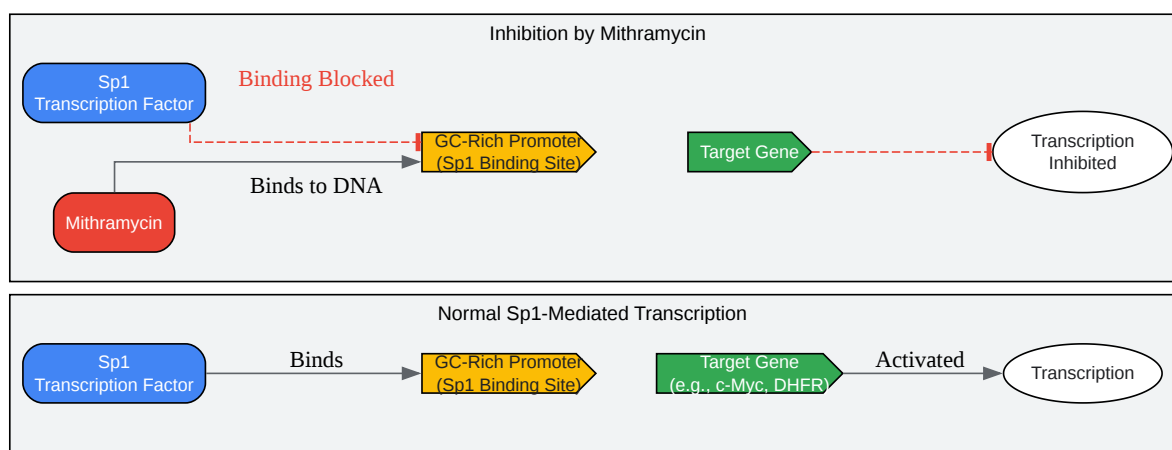 Inhibition by Mithramycin
Sp1
Transcription Factor
Binding Blocked
GC-Rich Promoter
(Sp1 Binding Site)
Target Gene
Transcription
Inhibited
Binds to DNA
Mithramycin
Normal Sp1-Mediated Transcription
Sp1
Transcription Factor
Binds
GC-Rich Promoter
(Sp1 Binding Site)
Target Gene
(e.g., c-Myc, DHFR)
Activated
Transcription